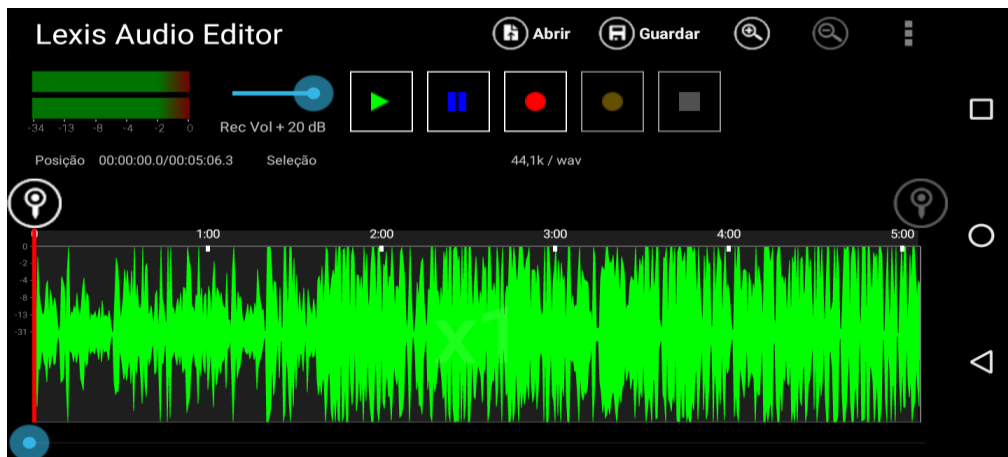 Lexis Audio Editor
Abrir
Guardar
-34 -13 -8 -4 -2 0
Rec Vol + 20 dB
Posição 00:00:00.0/00:05:06.3 Seleção 44,1k / wav
1:00 2:00 3:00 4:00 5:00
0
-2
-4
-8
-13
-31
x1